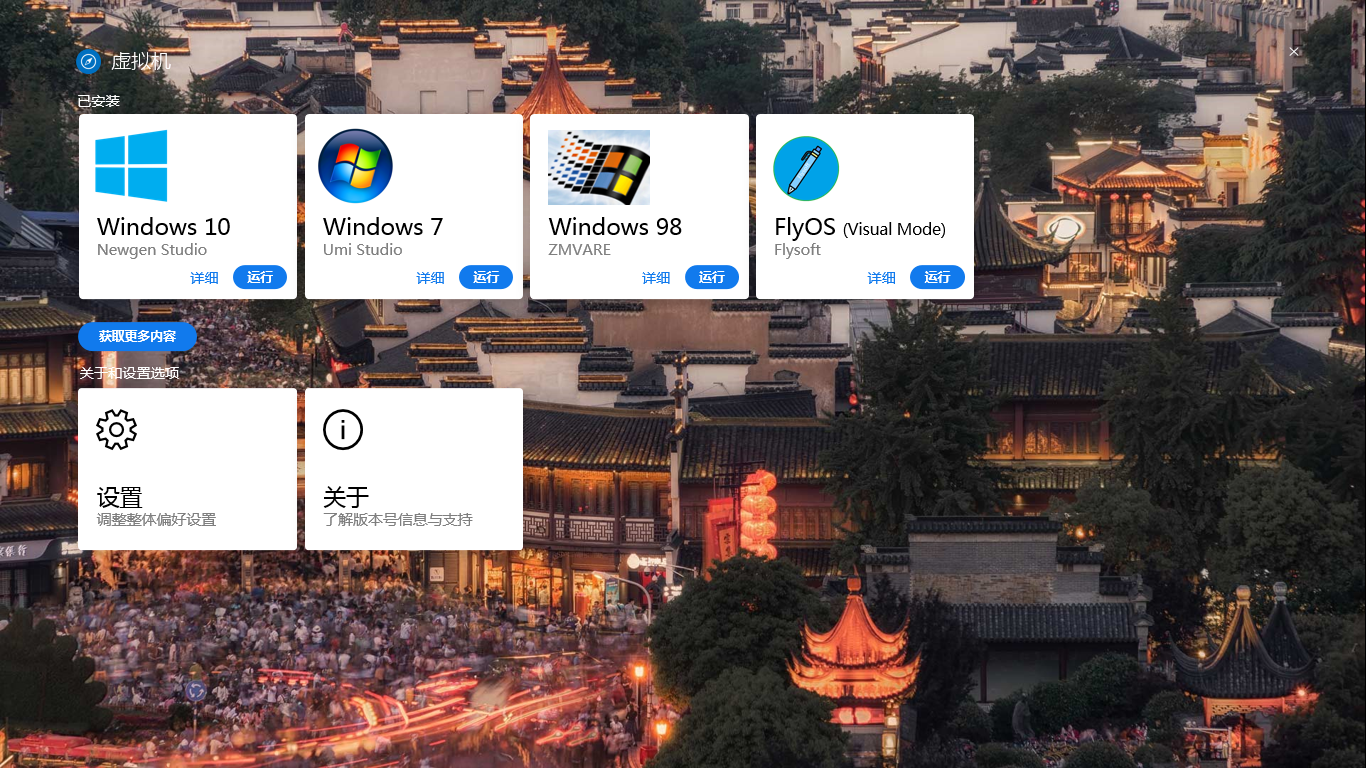 虚拟机
已安装
Windows 10
Newgen Studio
详细 运行
Windows 7
Umi Studio
详细 运行
Windows 98
ZMVARE
详细 运行
FlyOS (Visual Mode)
Flysoft
详细 运行
获取更多内容
关于和设置选项
设置
调整整体偏好设置
关于
了解版本号信息与支持